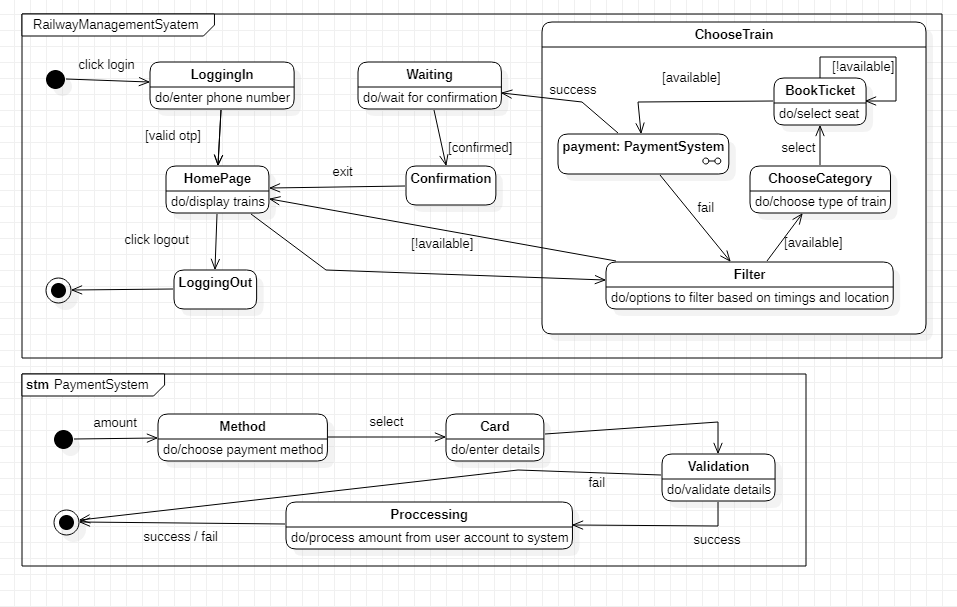 RailwayManagementSystem
ChooseTrain
click login
LoggingIn
do/enter phone number
Waiting
do/wait for confirmation
success
[available]
[!available]
BookTicket
do/select seat
[valid otp]
[confirmed]
payment: PaymentSystem
select
HomePage
do/display trains
exit
Confirmation
ChooseCategory
do/choose type of train
fail
click logout
[!available]
[available]
LoggingOut
Filter
do/options to filter based on timings and location
stm PaymentSystem
amount
Method
do/choose payment method
select
Card
do/enter details
Validation
do/validate details
fail
Proccessing
do/process amount from user account to system
success / fail
success